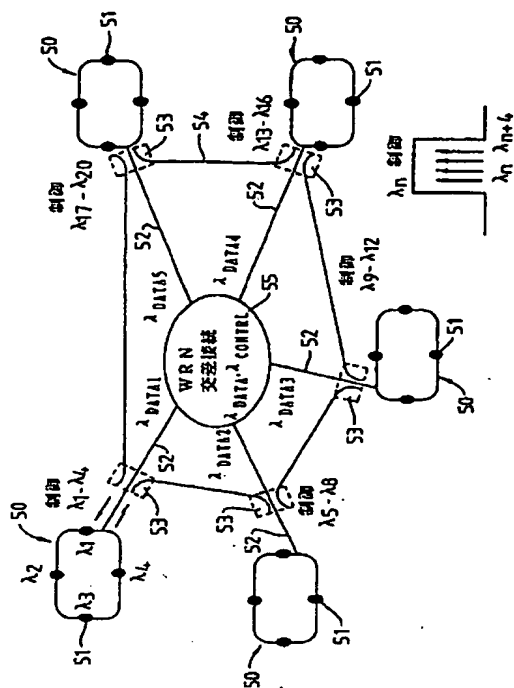 50
λ2
λ1
λ3
λ4
51
制御
λ1-λ4
53
52
λDATA1
制御
λ17-λ20
53
50
51
52
λDATA5
54
WRN
交差接続
λDATA,λCONTRL
55
λDATA2
λDATA3
λDATA4
53
52
制御
λ5-λ8
50
51
52
53
制御
λ9-λ12
50
51
52
53
制御
λ13-λ16
50
51
λn
制御
λn
λn+4